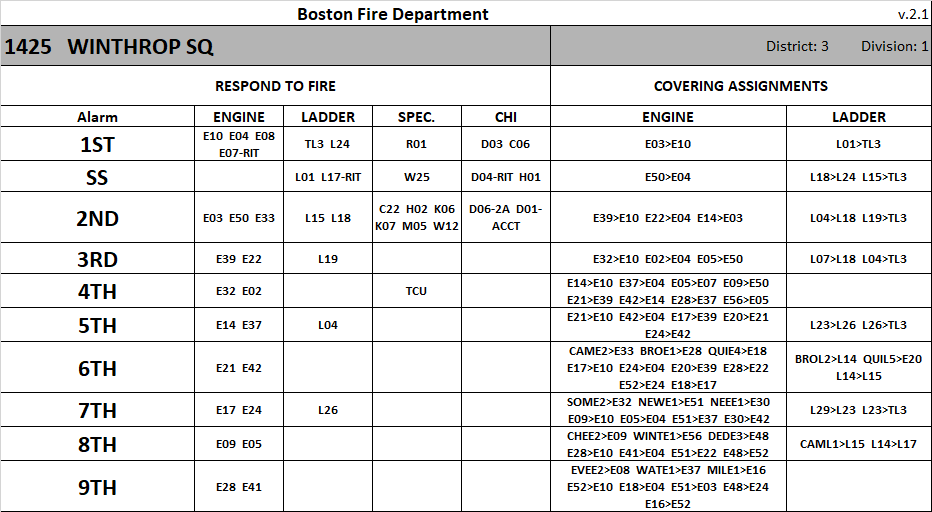 Boston Fire Department v.2.1
1425 WINTHROP SQ District: 3 Division: 1
RESPOND TO FIRE COVERING ASSIGNMENTS
Alarm ENGINE LADDER SPEC. CHI ENGINE LADDER
1ST E10 E04 E08 E07-RIT TL3 L24 R01 D03 C06 E03>E10 L01>TL3
SS L01 L17-RIT W25 D04-RIT H01 E50>E04 L18>L24 L15>TL3
2ND E03 E50 E33 L15 L18 C22 H02 K06 K07 M05 W12 D06-2A D01-ACCT E39>E10 E22>E04 E14>E03 L04>L18 L19>TL3
3RD E39 E22 L19 E32>E10 E02>E04 E05>E50 L07>L18 L04>TL3
4TH E32 E02 TCU E14>E10 E37>E04 E05>E07 E09>E50
E21>E39 E42>E14 E28>E37 E56>E05
5TH E14 E37 L04 E21>E10 E42>E04 E17>E39 E20>E21
E24>E42 L23>L26 L26>TL3
6TH E21 E42 CAME2>E33 BROE1>E28 QUIE4>E18
E17>E10 E24>E04 E20>E39 E28>E22
E52>E24 E18>E17 BROL2>L14 QUIL5>E20
L14>L15
7TH E17 E24 L26 SOME2>E32 NEWE1>E51 NEEE1>E30
E09>E10 E05>E04 E51>E37 E30>E42 L29>L23 L23>TL3
8TH E09 E05 CHEE2>E09 WINTE1>E56 DEDE3>E48
E28>E10 E41>E04 E51>E22 E48>E52 CAML1>L15 L14>L17
9TH E28 E41 EVEE2>E08 WATE1>E37 MILE1>E16
E52>E10 E18>E04 E51>E03 E48>E24
E16>E52